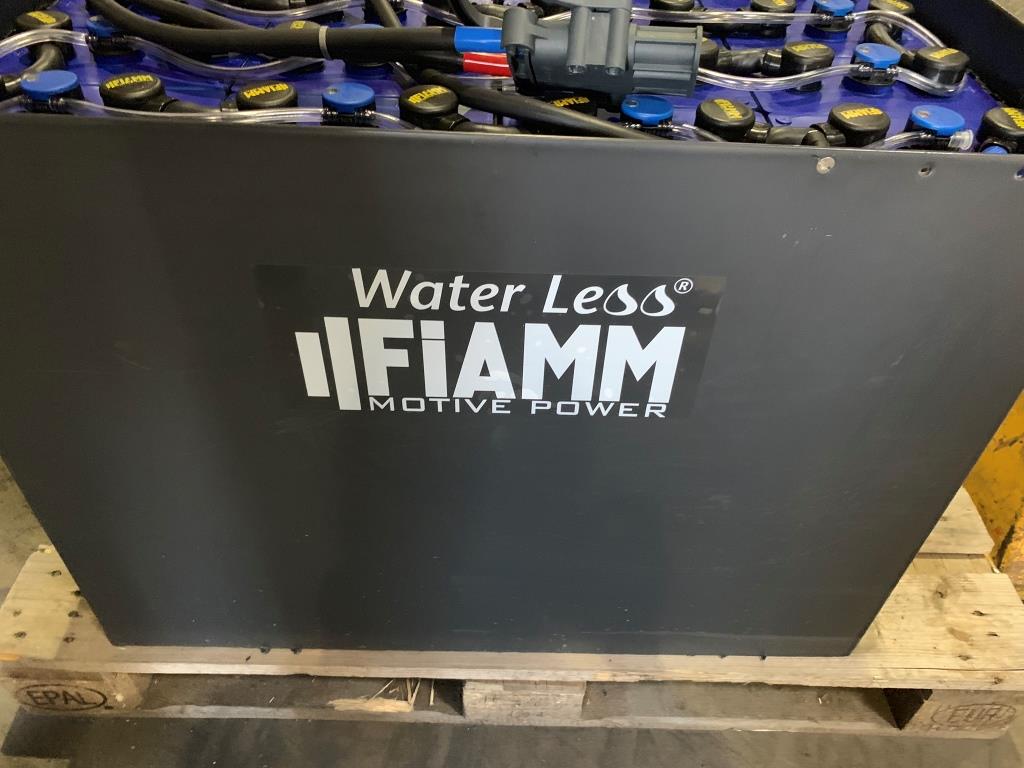 Water Less®
FiAMM
MOTIVE POWER
EPAL
EUR